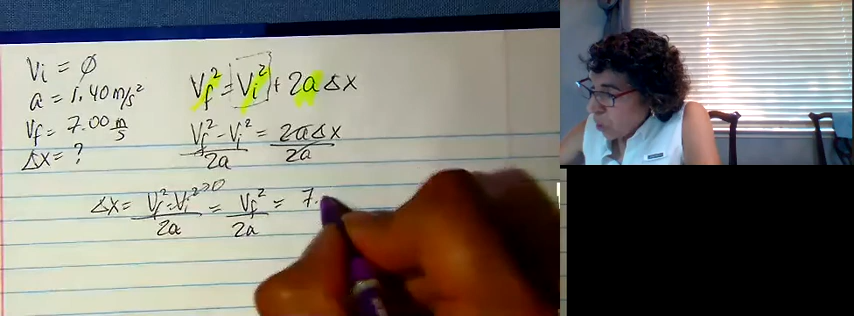 Vi = ∅
a = 1.40 m/s²
Vf = 7.00 m/s
Δx = ?
Vf² = Vi² + 2aΔx
Vf² - Vi² / 2a = 2aΔx / 2a
Δx = Vf² - Vi²→0 / 2a = Vf² / 2a = 7.